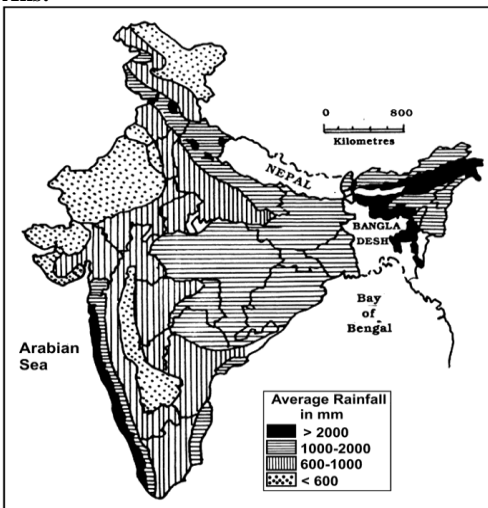 0 800
Kilometres
NEPAL
BANGLA
DESH
Bay
of
Bengal
Arabian
Sea
Average Rainfall
in mm
> 2000
1000-2000
600-1000
< 600